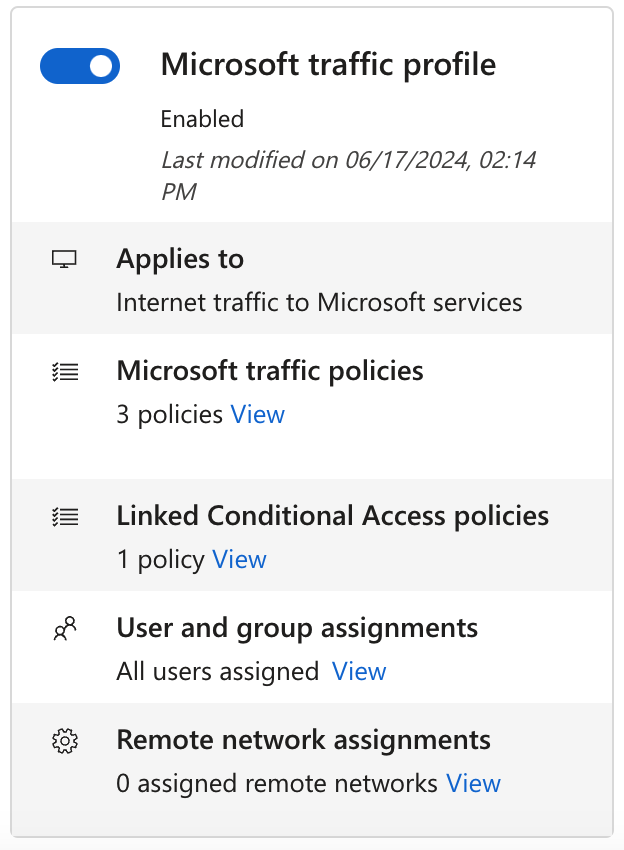 Microsoft traffic profile
Enabled
Last modified on 06/17/2024, 02:14
PM
Applies to
Internet traffic to Microsoft services
Microsoft traffic policies
3 policies View
Linked Conditional Access policies
1 policy View
User and group assignments
All users assigned View
Remote network assignments
0 assigned remote networks View